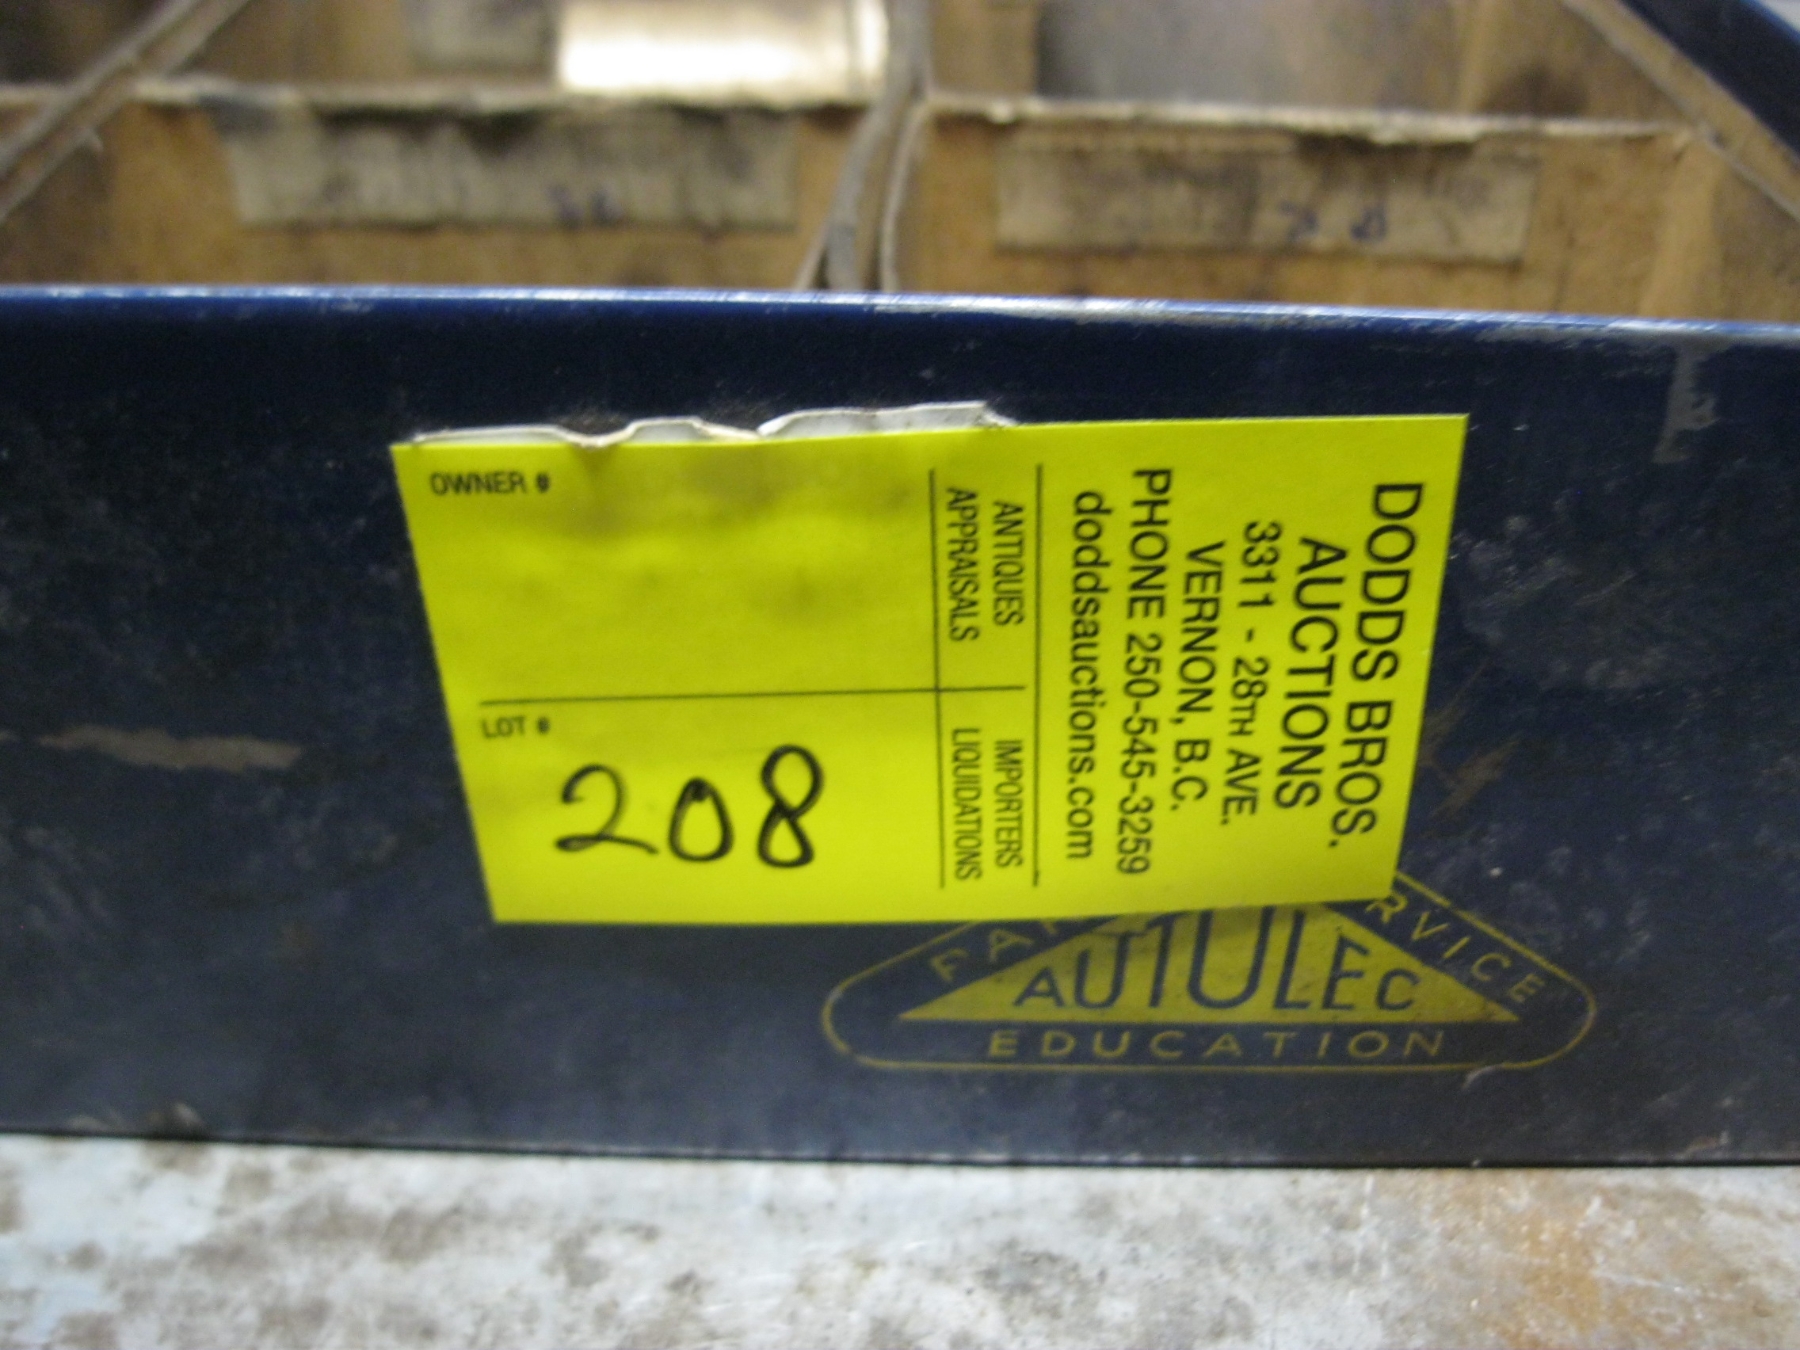 DODDS BROS.
AUCTIONS
3311 - 28TH AVE.
VERNON, B.C.
PHONE 250-545-3259
doddsauctions.com
ANTIQUES
APPRAISALS
IMPORTERS
LIQUIDATIONS
OWNER #
LOT #
208
AUTOLEC
EDUCATION